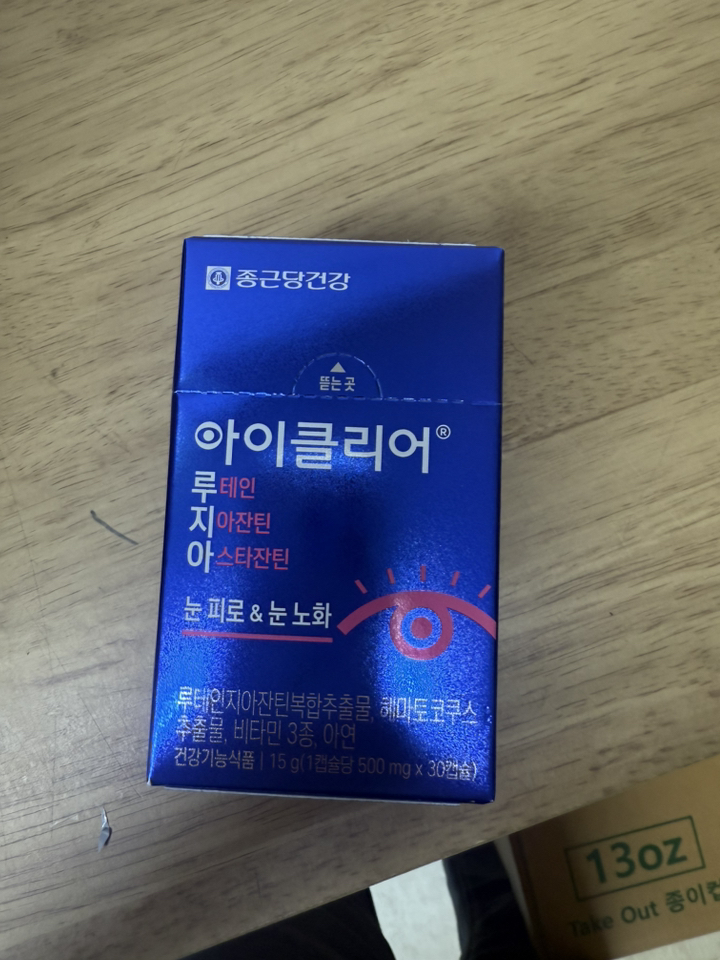 종근당건강
뜯는곳
아이클리어®
루테인
지아잔틴
아스타잔틴
눈 피로 & 눈 노화
루테인지아잔틴복합추출물, 헤마토코쿠스
추출물, 비타민 3종, 아연
건강기능식품 | 15 g(1캡슐당 500 mg x 30캡슐)
13oz
Take Out 종이컵